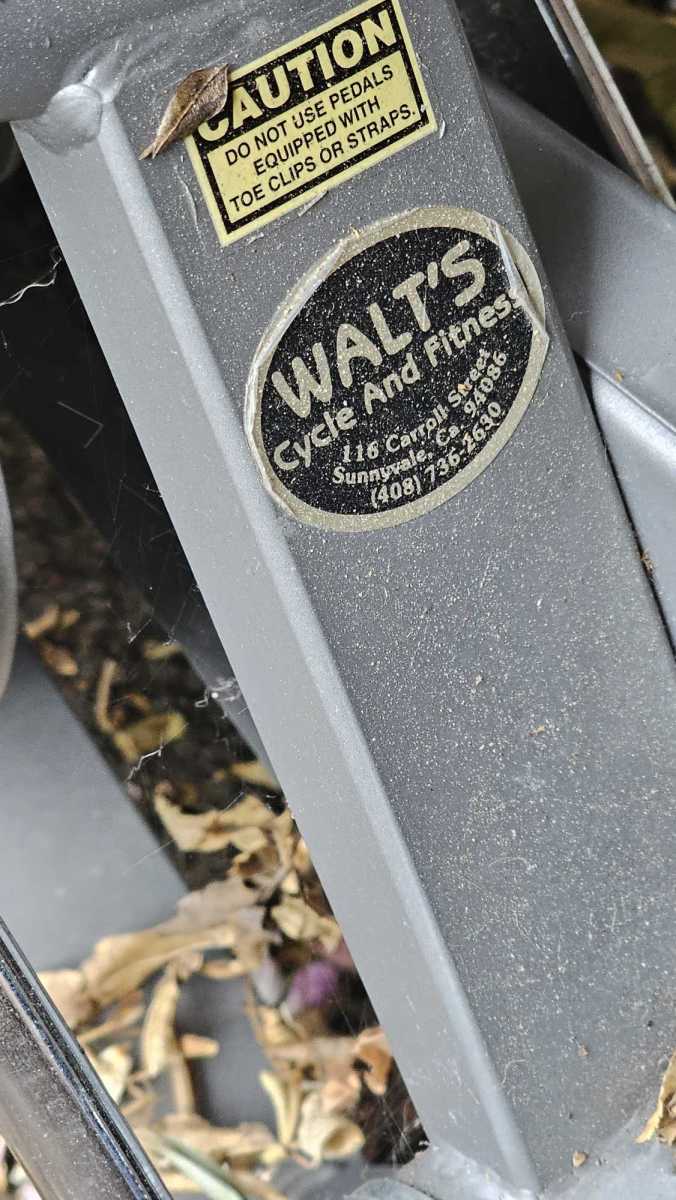 CAUTION
DO NOT USE PEDALS
EQUIPPED WITH
TOE CLIPS OR STRAPS.
WALT'S
Cycle And Fitness
116 Carroll Street
Sunnyvale, Ca. 94086
(408) 736-2630